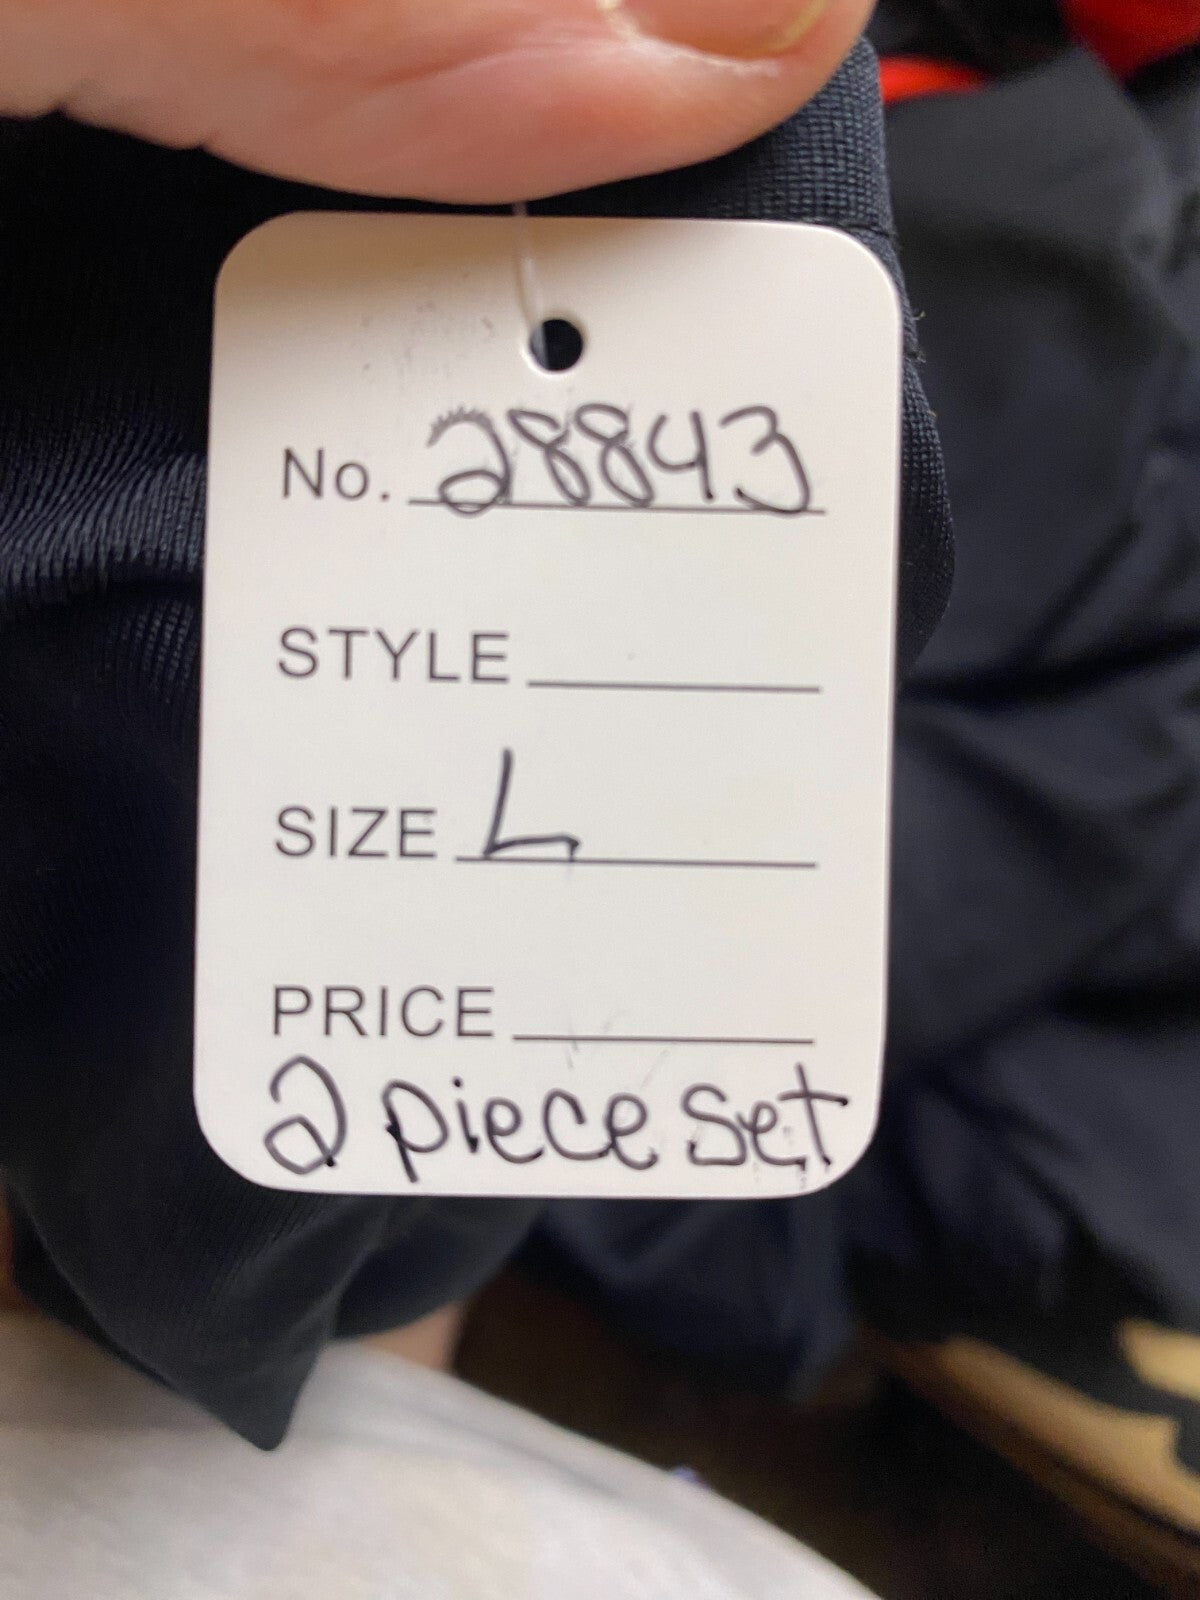 No. 28843
STYLE
SIZE L
PRICE
2 piece set